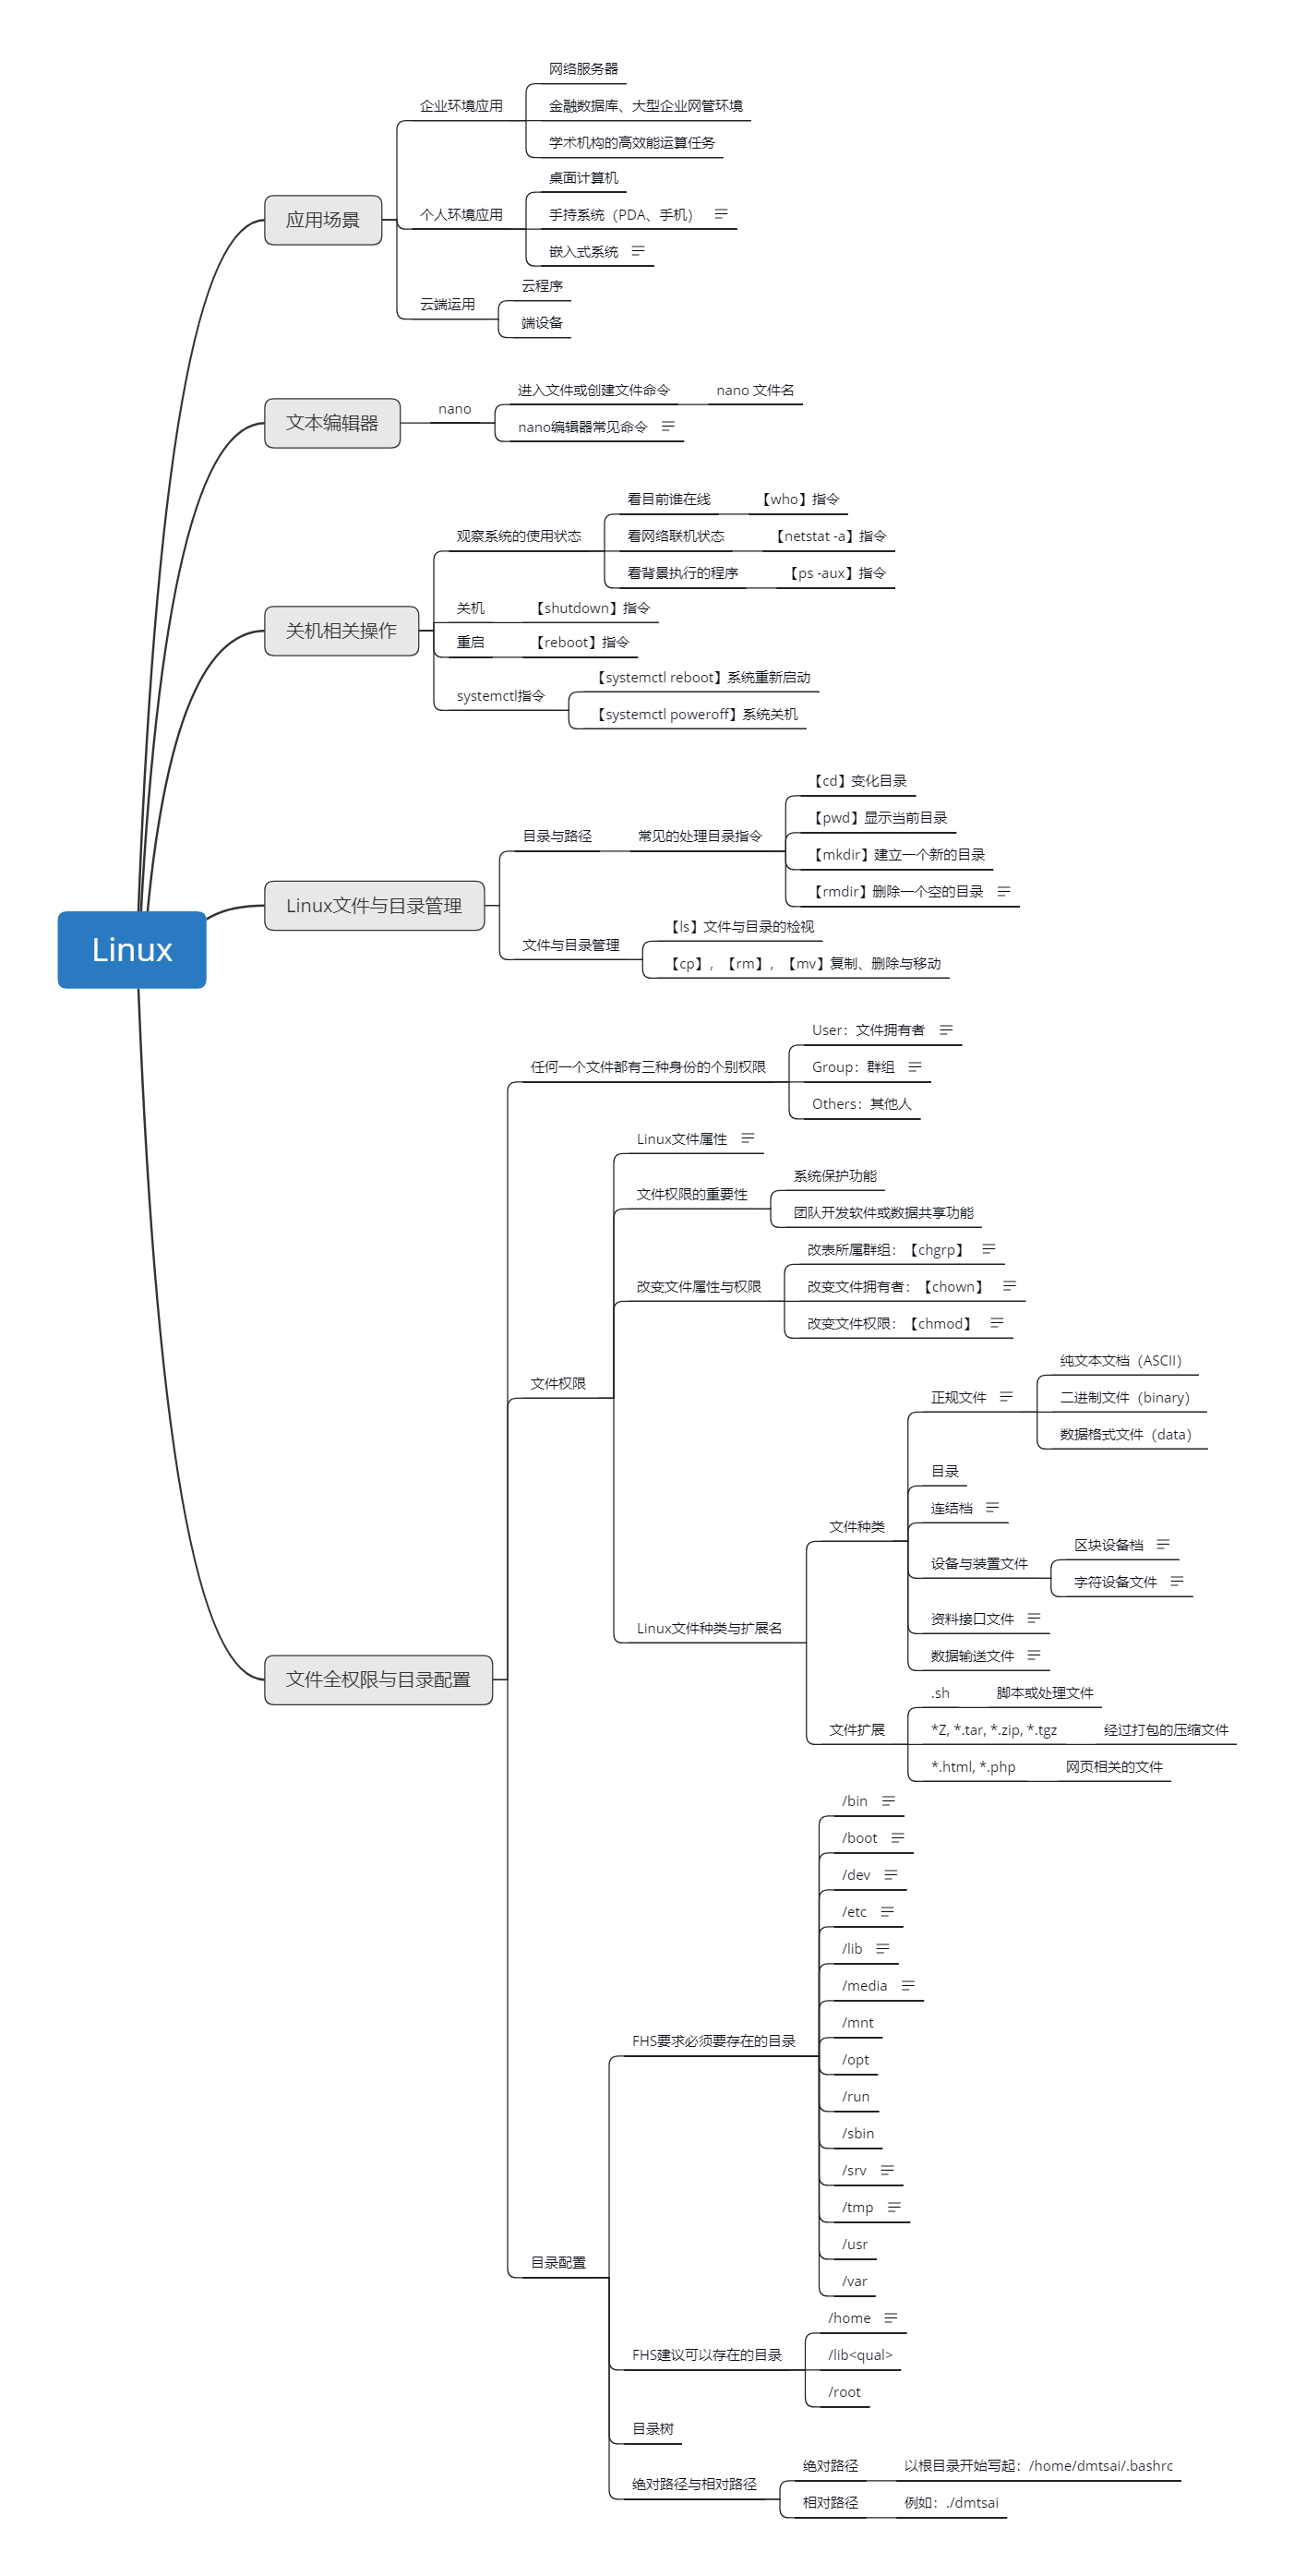 Linux
应用场景
企业环境应用
网络服务器
金融数据库、大型企业网管环境
学术机构的高效能运算任务
个人环境应用
桌面计算机
手持系统（PDA、手机）
嵌入式系统
云端运用
云程序
端设备
文本编辑器
nano
进入文件或创建文件命令
nano 文件名
nano编辑器常见命令
关机相关操作
观察系统的使用状态
看目前谁在线
【who】指令
看网络联机状态
【netstat -a】指令
看背景执行的程序
【ps -aux】指令
关机
【shutdown】指令
重启
【reboot】指令
systemctl指令
【systemctl reboot】系统重新启动
【systemctl poweroff】系统关机
Linux文件与目录管理
目录与路径
常见的处理目录指令
【cd】变化目录
【pwd】显示当前目录
【mkdir】建立一个新的目录
【rmdir】删除一个空的目录
文件与目录管理
【ls】文件与目录的检视
【cp】，【rm】，【mv】复制、删除与移动
文件全权限与目录配置
任何一个文件都有三种身份的个别权限
User：文件拥有者
Group：群组
Others：其他人
文件权限
Linux文件属性
文件权限的重要性
系统保护功能
团队开发软件或数据共享功能
改变文件属性与权限
改表所属群组：【chgrp】
改变文件拥有者：【chown】
改变文件权限：【chmod】
Linux文件种类与扩展名
文件种类
正规文件
纯文本文档（ASCII）
二进制文件（binary）
数据格式文件（data）
目录
连结档
设备与装置文件
区块设备档
字符设备文件
资料接口文件
数据输送文件
文件扩展
.sh
脚本或处理文件
*Z, *.tar, *.zip, *.tgz
经过打包的压缩文件
*.html, *.php
网页相关的文件
目录配置
FHS要求必须要存在的目录
/bin
/boot
/dev
/etc
/lib
/media
/mnt
/opt
/run
/sbin
/srv
/tmp
/usr
/var
FHS建议可以存在的目录
/home
/lib<qual>
/root
目录树
绝对路径与相对路径
绝对路径
以根目录开始写起：/home/dmtsai/.bashrc
相对路径
例如：./dmtsai